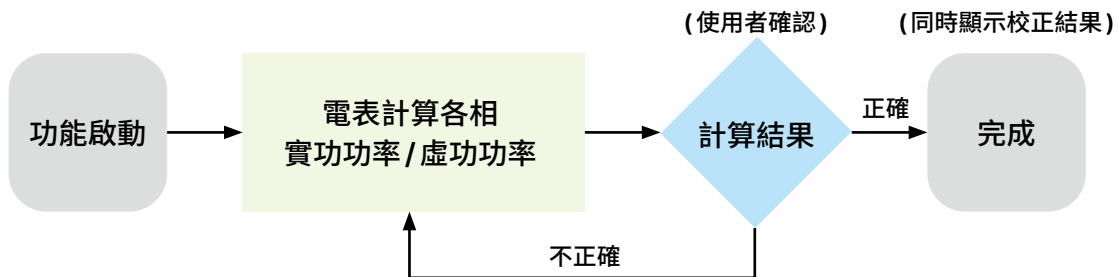 (使用者確認)
(同時顯示校正結果)
功能啟動
電表計算各相
實功功率/虛功功率
計算結果
正確
完成
不正確